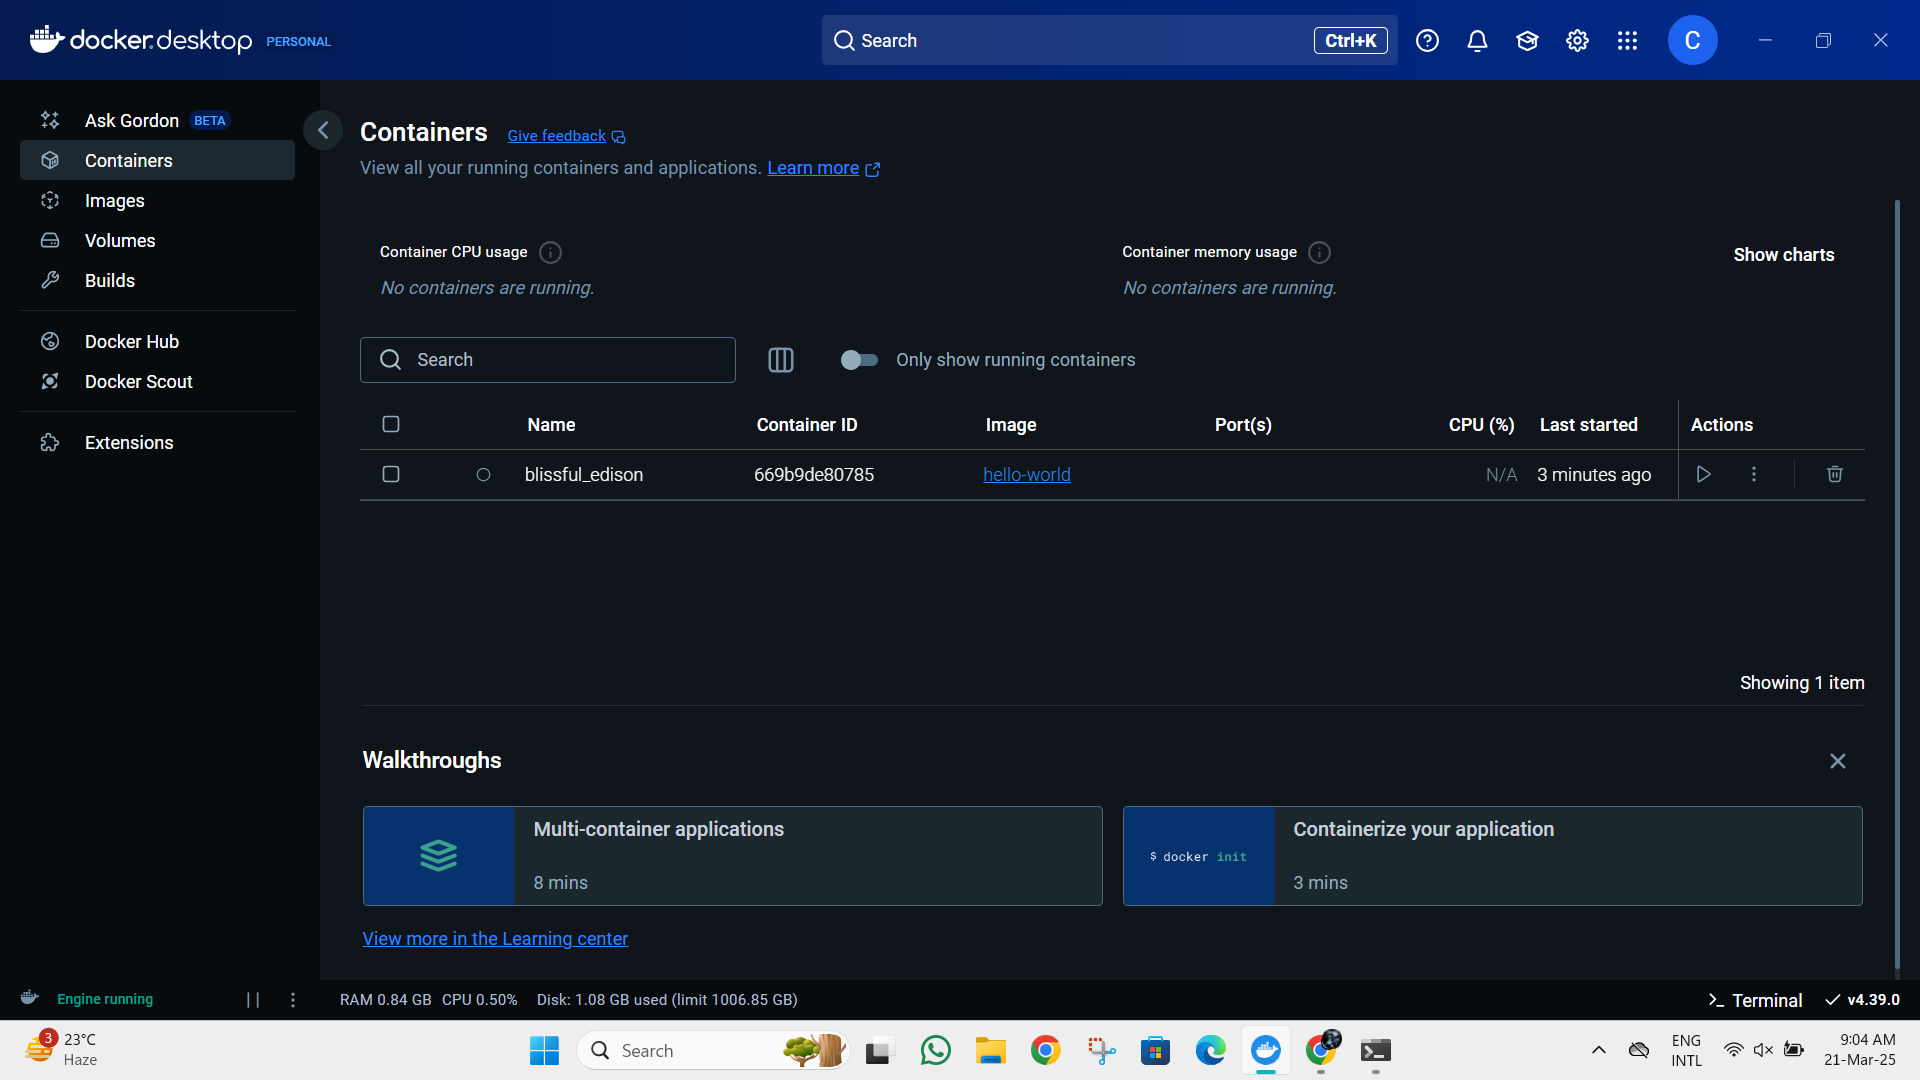 docker.desktop PERSONAL
Search Ctrl+K
C
Ask Gordon BETA
Containers
Images
Volumes
Builds
Docker Hub
Docker Scout
Extensions
Containers Give feedback
View all your running containers and applications. Learn more
Container CPU usage
No containers are running.
Container memory usage
No containers are running.
Show charts
Search
Only show running containers
Name Container ID Image Port(s) CPU (%) Last started Actions
blissful_edison 669b9de80785 hello-world N/A 3 minutes ago
Showing 1 item
Walkthroughs
Multi-container applications
8 mins
$ docker init
Containerize your application
3 mins
View more in the Learning center
Engine running
RAM 0.84 GB CPU 0.50% Disk: 1.08 GB used (limit 1006.85 GB)
Terminal v4.39.0
3
23°C
Haze
Search
ENG
INTL
9:04 AM
21-Mar-25